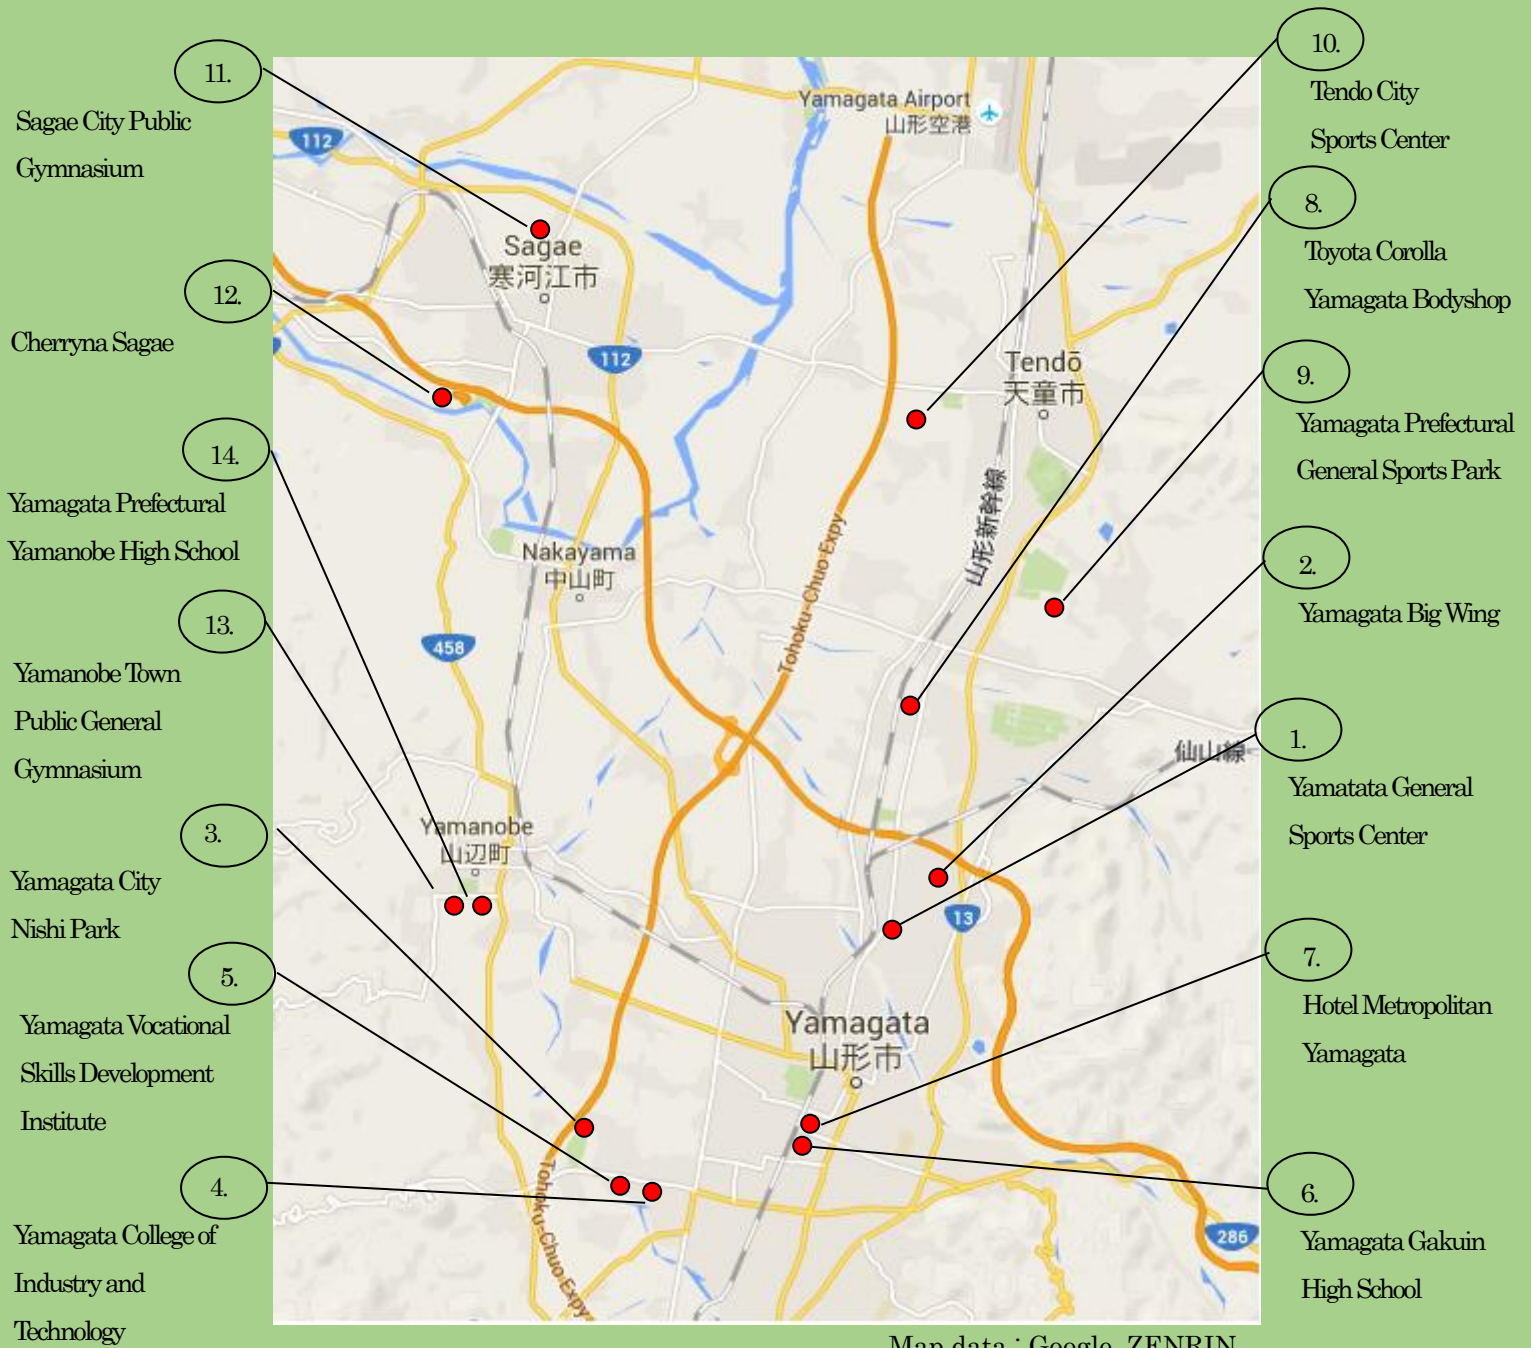 11.
Sagae City Public
Gymnasium
12.
Cherryna Sagae
14.
Yamagata Prefectural
Yamanobe High School
13.
Yamanobe Town
Public General
Gymnasium
3.
Yamagata City
Nishi Park
5.
Yamagata Vocational
Skills Development
Institute
4.
Yamagata College of
Industry and
Technology
Yamagata Airport
山形空港
112
Sagae
寒河江市
112
Tendō
天童市
山形新幹線
Nakayama
中山町
Tohoku-Chuo Expy
458
仙山線
Yamanobe
山辺町
13
Yamagata
山形市
Tohoku-Chuo Expy
286
10.
Tendo City
Sports Center
8.
Toyota Corolla
Yamagata Bodyshop
9.
Yamagata Prefectural
General Sports Park
2.
Yamagata Big Wing
1.
Yamatata General
Sports Center
7.
Hotel Metropolitan
Yamagata
6.
Yamagata Gakuin
High School
Map data : Google, ZENRIN